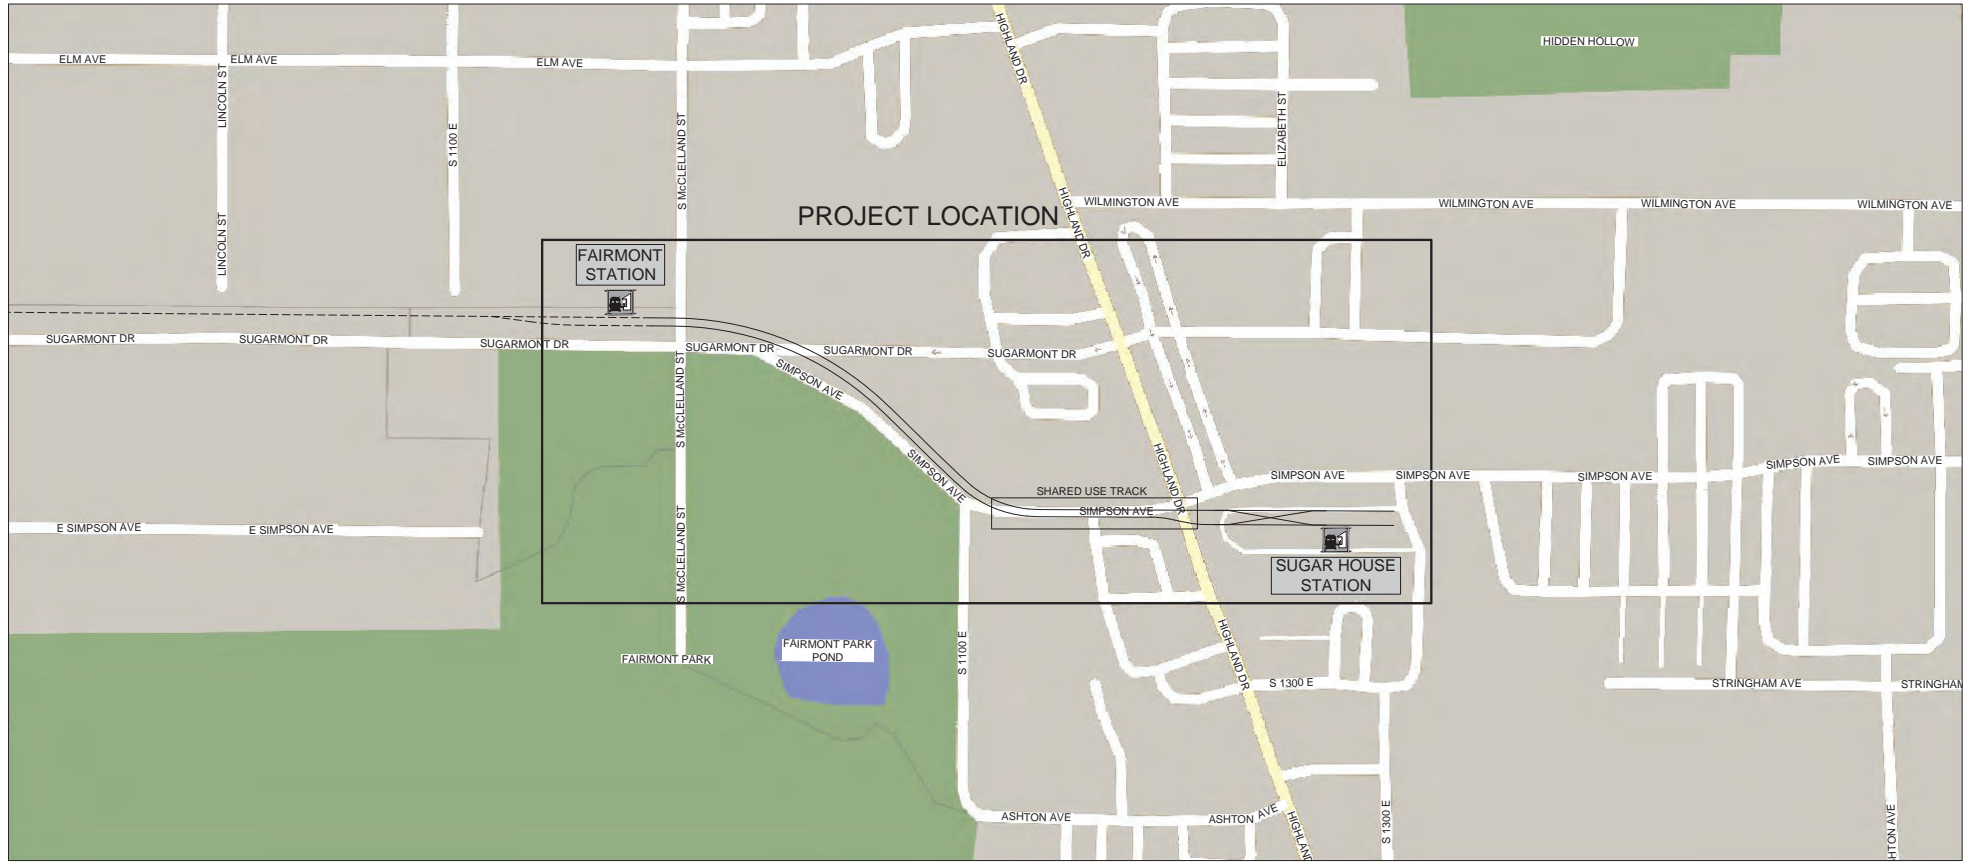 HIGHLAND DR
HIDDEN HOLLOW
ELM AVE
ELM AVE
ELM AVE
LINCOLN ST
S 1100 E
S McCLELLAND ST
ELIZABETH ST
LINCOLN ST
HIGHLAND DR
WILMINGTON AVE
WILMINGTON AVE
WILMINGTON AVE
WILMINGTON AVE
PROJECT LOCATION
FAIRMONT
STATION
SUGARMONT DR
SUGARMONT DR
SUGARMONT DR
SUGARMONT DR
SUGARMONT DR
SUGARMONT DR
SIMPSON AVE
S McCLELLAND ST
SIMPSON AVE
HIGHLAND DR
SIMPSON AVE
SIMPSON AVE
SIMPSON AVE
SIMPSON AVE
SIMPSON AVE
SHARED USE TRACK
SIMPSON AVE
E SIMPSON AVE
E SIMPSON AVE
S McCLELLAND ST
SUGAR HOUSE
STATION
FAIRMONT PARK
POND
FAIRMONT PARK
S 1100 E
HIGHLAND DR
S 1300 E
STRINGHAM AVE
STRINGHAM
ASHTON AVE
ASHTON
AVE
HIGHLAND
S 1300 E
HTON AVE